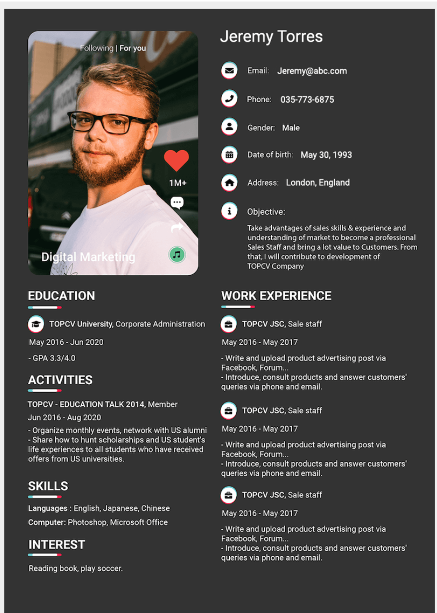 Following | For you
1M+
Digital Marketing
Jeremy Torres
Email: Jeremy@abc.com
Phone: 035-773-6875
Gender: Male
Date of birth: May 30, 1993
Address: London, England
Objective:
Take advantages of sales skills & experience and
understanding of market to become a professional
Sales Staff and bring a lot value to Customers. From
that, I will contribute to development of
TOPCV Company
EDUCATION
TOPCV University, Corporate Administration
May 2016 - Jun 2020
- GPA 3.3/4.0
ACTIVITIES
TOPCV - EDUCATION TALK 2014, Member
Jun 2016 - Aug 2020
- Organize monthly events, network with US alumni
- Share how to hunt scholarships and US student's
life experiences to all students who have received
offers from US universities.
SKILLS
Languages : English, Japanese, Chinese
Computer: Photoshop, Microsoft Office
INTEREST
Reading book, play soccer.
WORK EXPERIENCE
TOPCV JSC, Sale staff
May 2016 - May 2017
- Write and upload product advertising post via
Facebook, Forum...
- Introduce, consult products and answer customers'
queries via phone and email.
TOPCV JSC, Sale staff
May 2016 - May 2017
- Write and upload product advertising post via
Facebook, Forum...
- Introduce, consult products and answer customers'
queries via phone and email.
TOPCV JSC, Sale staff
May 2016 - May 2017
- Write and upload product advertising post via
Facebook, Forum...
- Introduce, consult products and answer customers'
queries via phone and email.